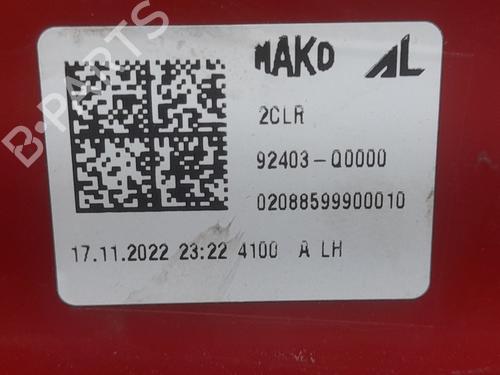 MAKO AL
2CLR
92403-Q0000
02088599900010
17.11.2022 23:22 4100 A LH
B-PARTS